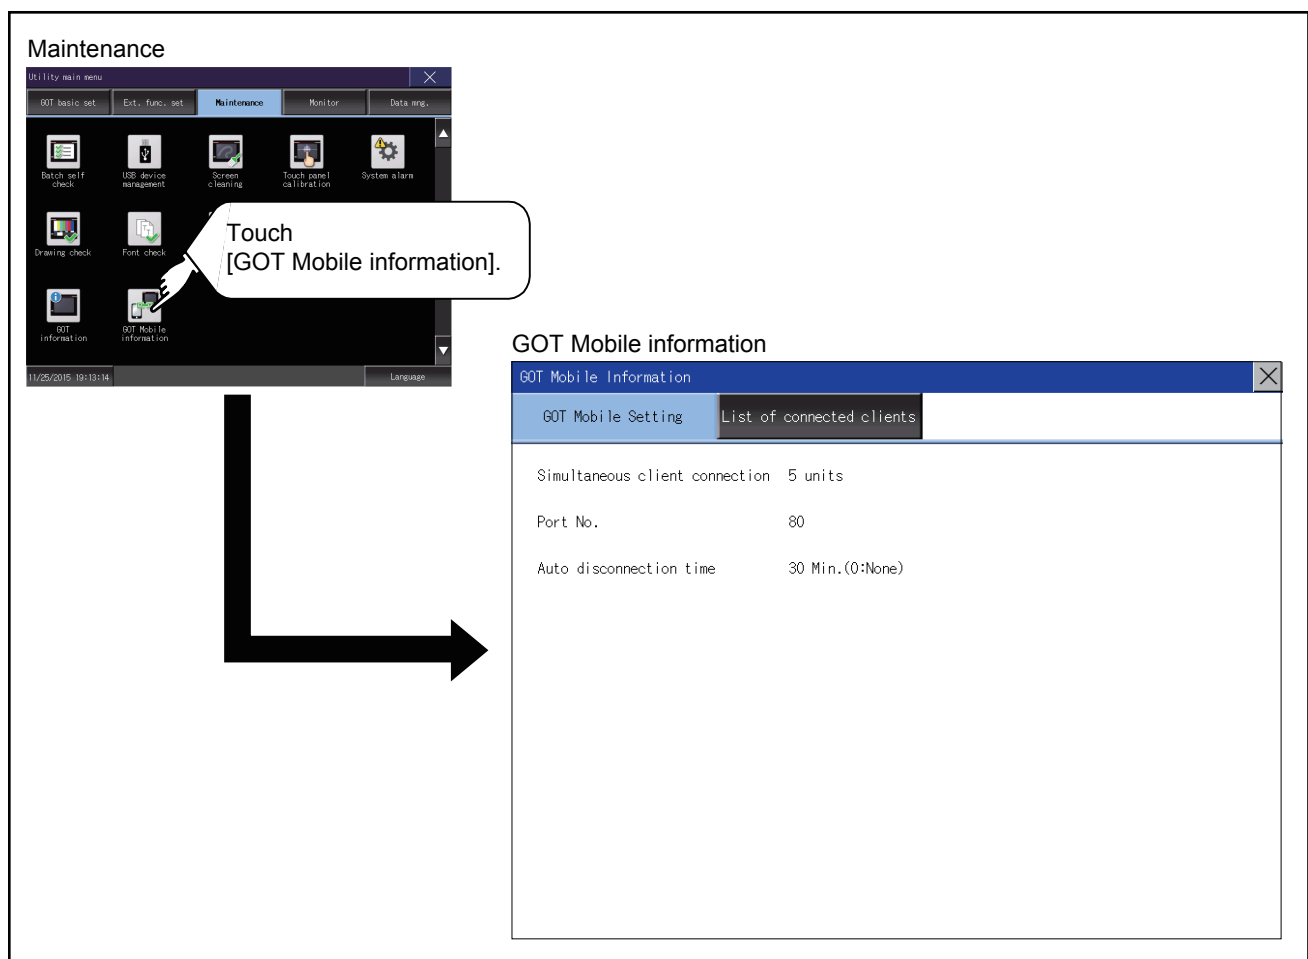 Maintenance
Utility main menu
GOT basic set Ext. func. set Maintenance Monitor Data mng.
Batch self check
USB device management
Screen cleaning
Touch panel calibration
System alarm
Drawing check
Font check
Touch
[GOT Mobile information].
GOT information
GOT Mobile information
11/25/2015 19:13:14 Language
GOT Mobile information
GOT Mobile Information
GOT Mobile Setting List of connected clients
Simultaneous client connection 5 units
Port No. 80
Auto disconnection time 30 Min.(0:None)